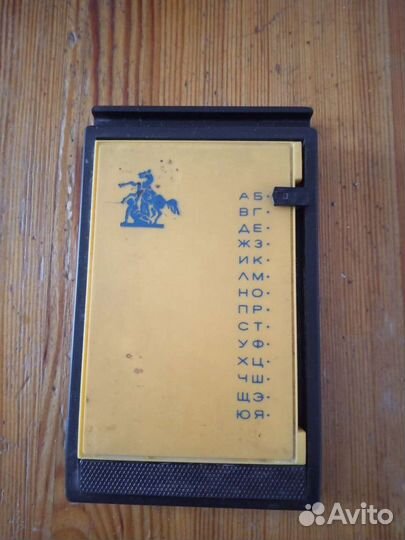 АБ
ВГ
ДЕ
ЖЗ
ИК
ЛМ
НО
ПР
СТ
УФ
ХЦ
ЧШ
ЩЭ
ЮЯ
Avito